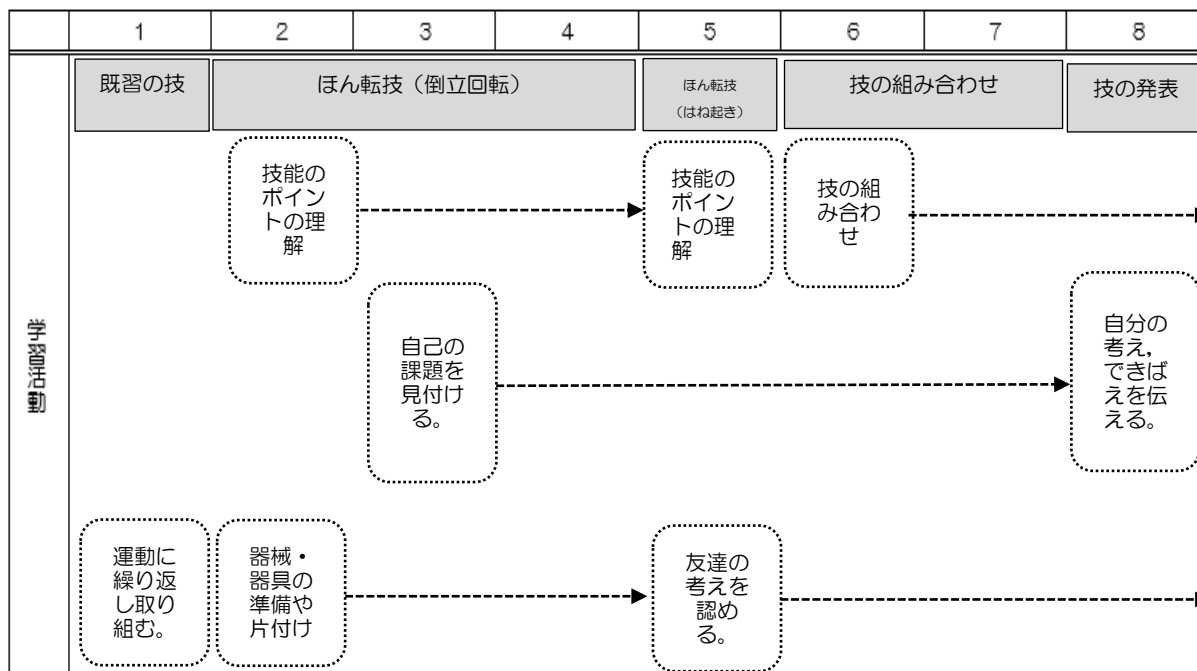 1 2 3 4 5 6 7 8
既習の技 ほん転技（倒立回転） ほん転技 技の組み合わせ 技の発表
（はね起き）
学習活動
技能の
ポイン
トの理
解
技能の
ポイン
トの理
解
技の組
み合わ
せ
自己の
課題を
見付け
る。
自分の
考え，
できば
えを伝
える。
運動に
繰り返
し取り
組む。
器械・
器具の
準備や
片付け
友達の
考えを
認め
る。